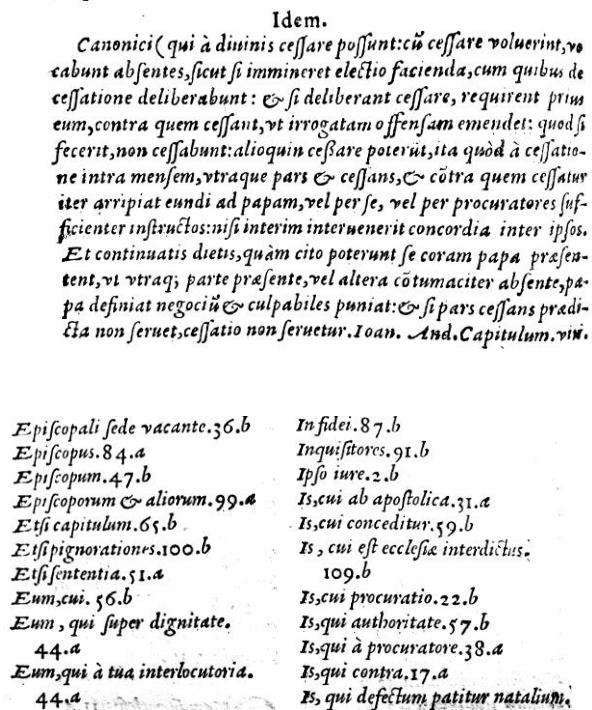 Idem.
Canonici (qui à diuinis ceſſare poſſunt:cū ceſſare voluerint,vo
cabunt abſentes,ſicut ſi immineret electio facienda,cum quibus de
ceſſatione deliberabunt: & ſi deliberant ceſſare, requirent prius
eum,contra quem ceſſant,vt irrogatam offenſam emendet: quod ſi
fecerit,non ceſſabunt:alioquin ceßare poterūt,ita quòd à ceſſatio-
ne intra menſem,vtraque pars & ceſſans,& cōtra quem ceſſatur
iter arripiat eundi ad papam,vel per ſe, vel per procuratores ſuf-
ficienter inſtructos:niſi interim interuenerit concordia inter ipſos.
Et continuatis dietis,quàm cito poterunt ſe coram papa præſen-
tent,vt vtraq; parte præſente,vel altera cōtumaciter abſente,pa-
pa definiat negociū & culpabiles puniat:& ſi pars ceſſans prædi-
cta non ſeruet,ceſſatio non ſeruetur. Ioan. And. Capitulum.viii.
Epiſcopali ſede vacante.36.b
Epiſcopus.84.a
Epiſcopum.47.b
Epiſcoporum & aliorum.99.a
Etſi capitulum.65.b
Etſi pignorationes.100.b
Etſi ſententia.51.a
Eum,cui. 56.b
Eum, qui ſuper dignitate.
44.a
Eum,qui à tua interlocutoria.
44.a
In fidei.87.b
Inquiſitores.91.b
Ipſo iure.2.b
Is,cui ab apoſtolica.31.a
Is,cui conceditur.59.b
Is, cui eſt eccleſiæ interdictus.
109.b
Is,cui procuratio.22.b
Is,qui authoritate.57.b
Is,qui à procuratore.38.a
Is,qui contra.17.a
Is, qui defectum patitur natalium.